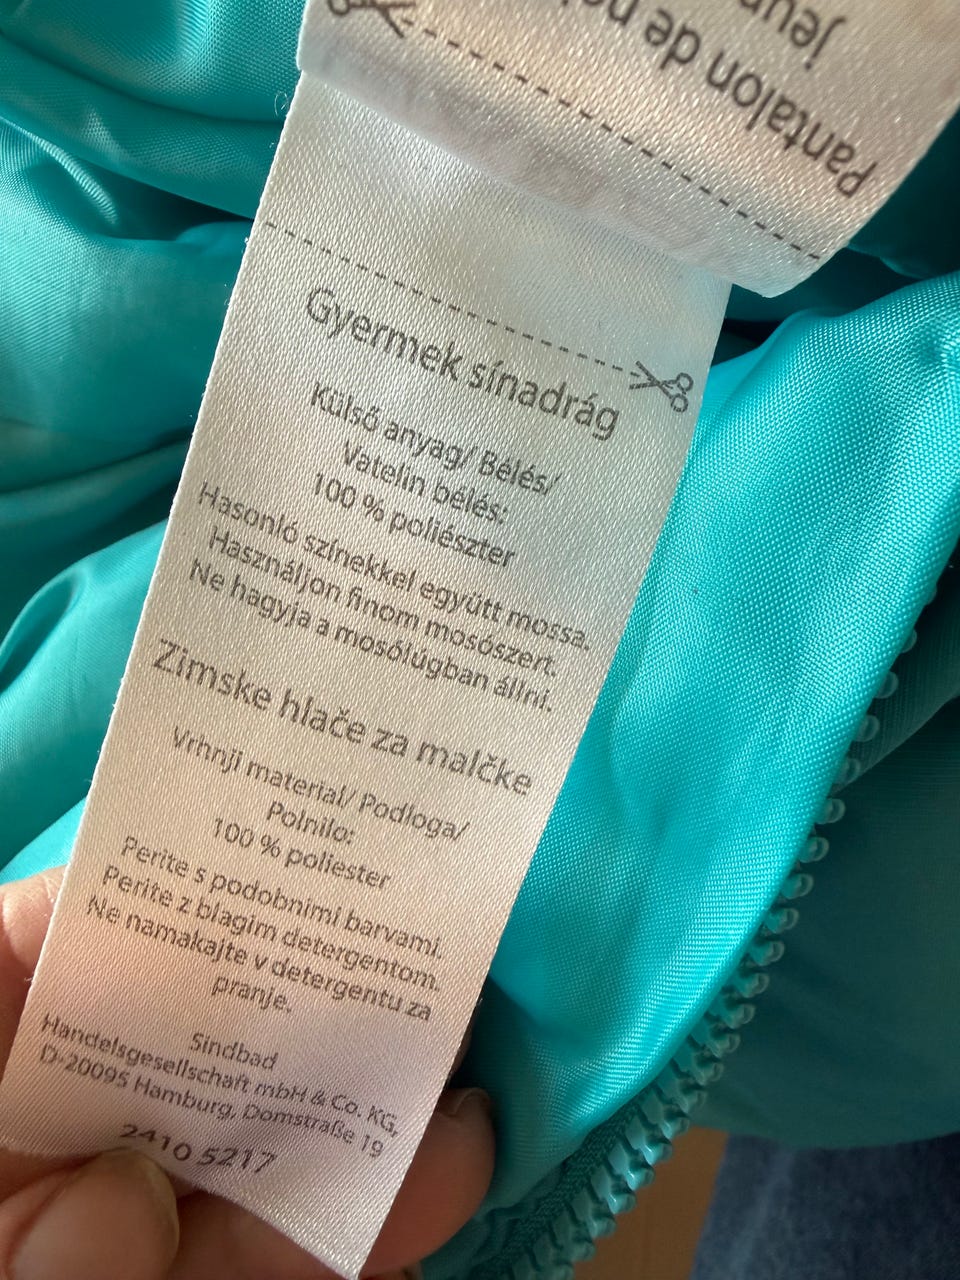 Pantalon de
Gyermek sínadrág
Külső anyag/ Bélés/
Vatelin bélés:
100 % poliészter
Hasonló színekkel együtt mossa.
Használjon finom mosószert.
Ne hagyja a mosólúgban állni.
Zimske hlače za malčke
Vrhnji material/ Podloga/
Polnilo:
100 % poliester
Perite s podobnimi barvami.
Perite z blagim detergentom.
Ne namakajte v detergentu za
pranje.
Sindbad
Handelsgesellschaft mbH & Co. KG,
D-20095 Hamburg, Domstraße 19
2410 5217